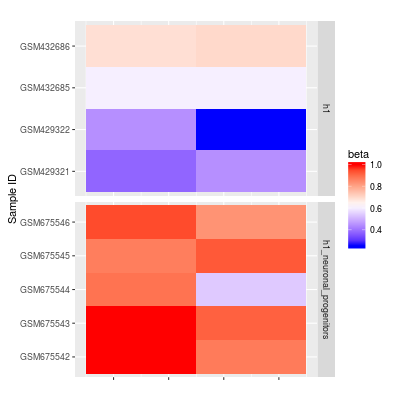 GSM432686
GSM432685
GSM429322
GSM429321
h1
GSM675546
GSM675545
GSM675544
GSM675543
GSM675542
h1_neuronal_progenitors
Sample ID
beta
1.0
0.8
0.6
0.4